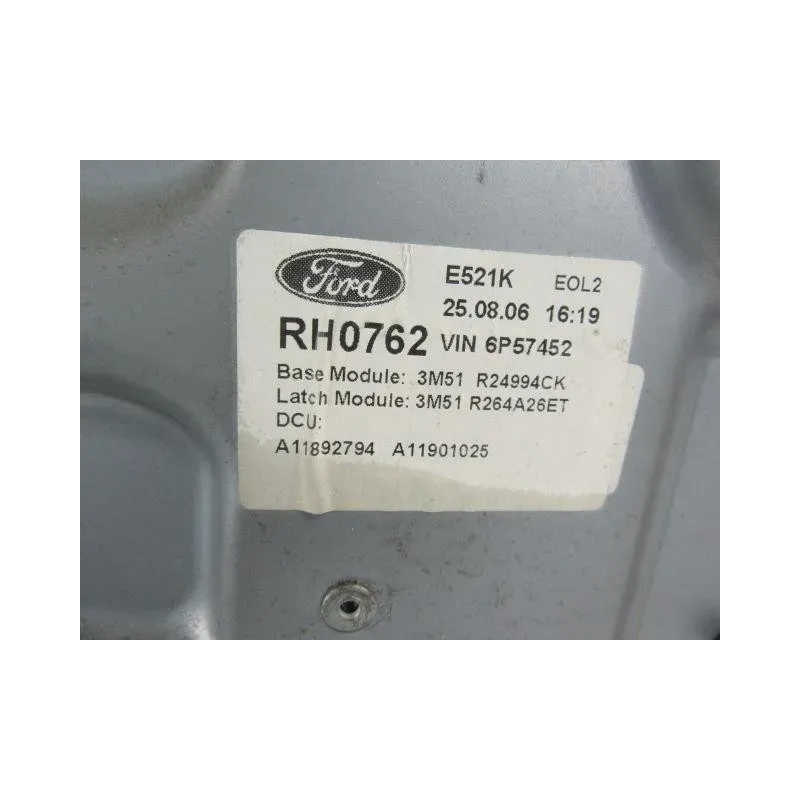 Ford E521K EOL2
25.08.06 16:19
RH0762 VIN 6P57452
Base Module: 3M51 R24994CK
Latch Module: 3M51 R264A26ET
DCU:
A11892794 A11901025